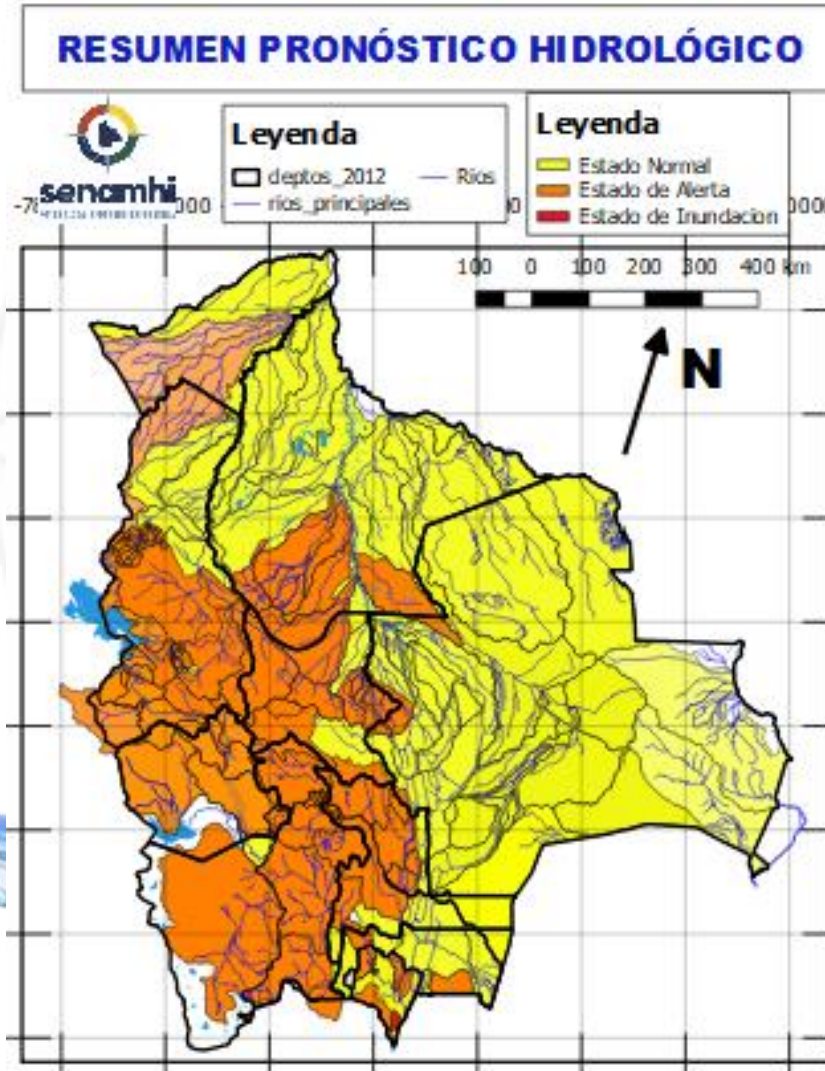 RESUMEN PRONÓSTICO HIDROLÓGICO
senamhi
Leyenda
deptos_2012
Rios
rios_principales
Leyenda
Estado Normal
Estado de Alerta
Estado de Inundacion
100 0 100 200 300 400 km
N